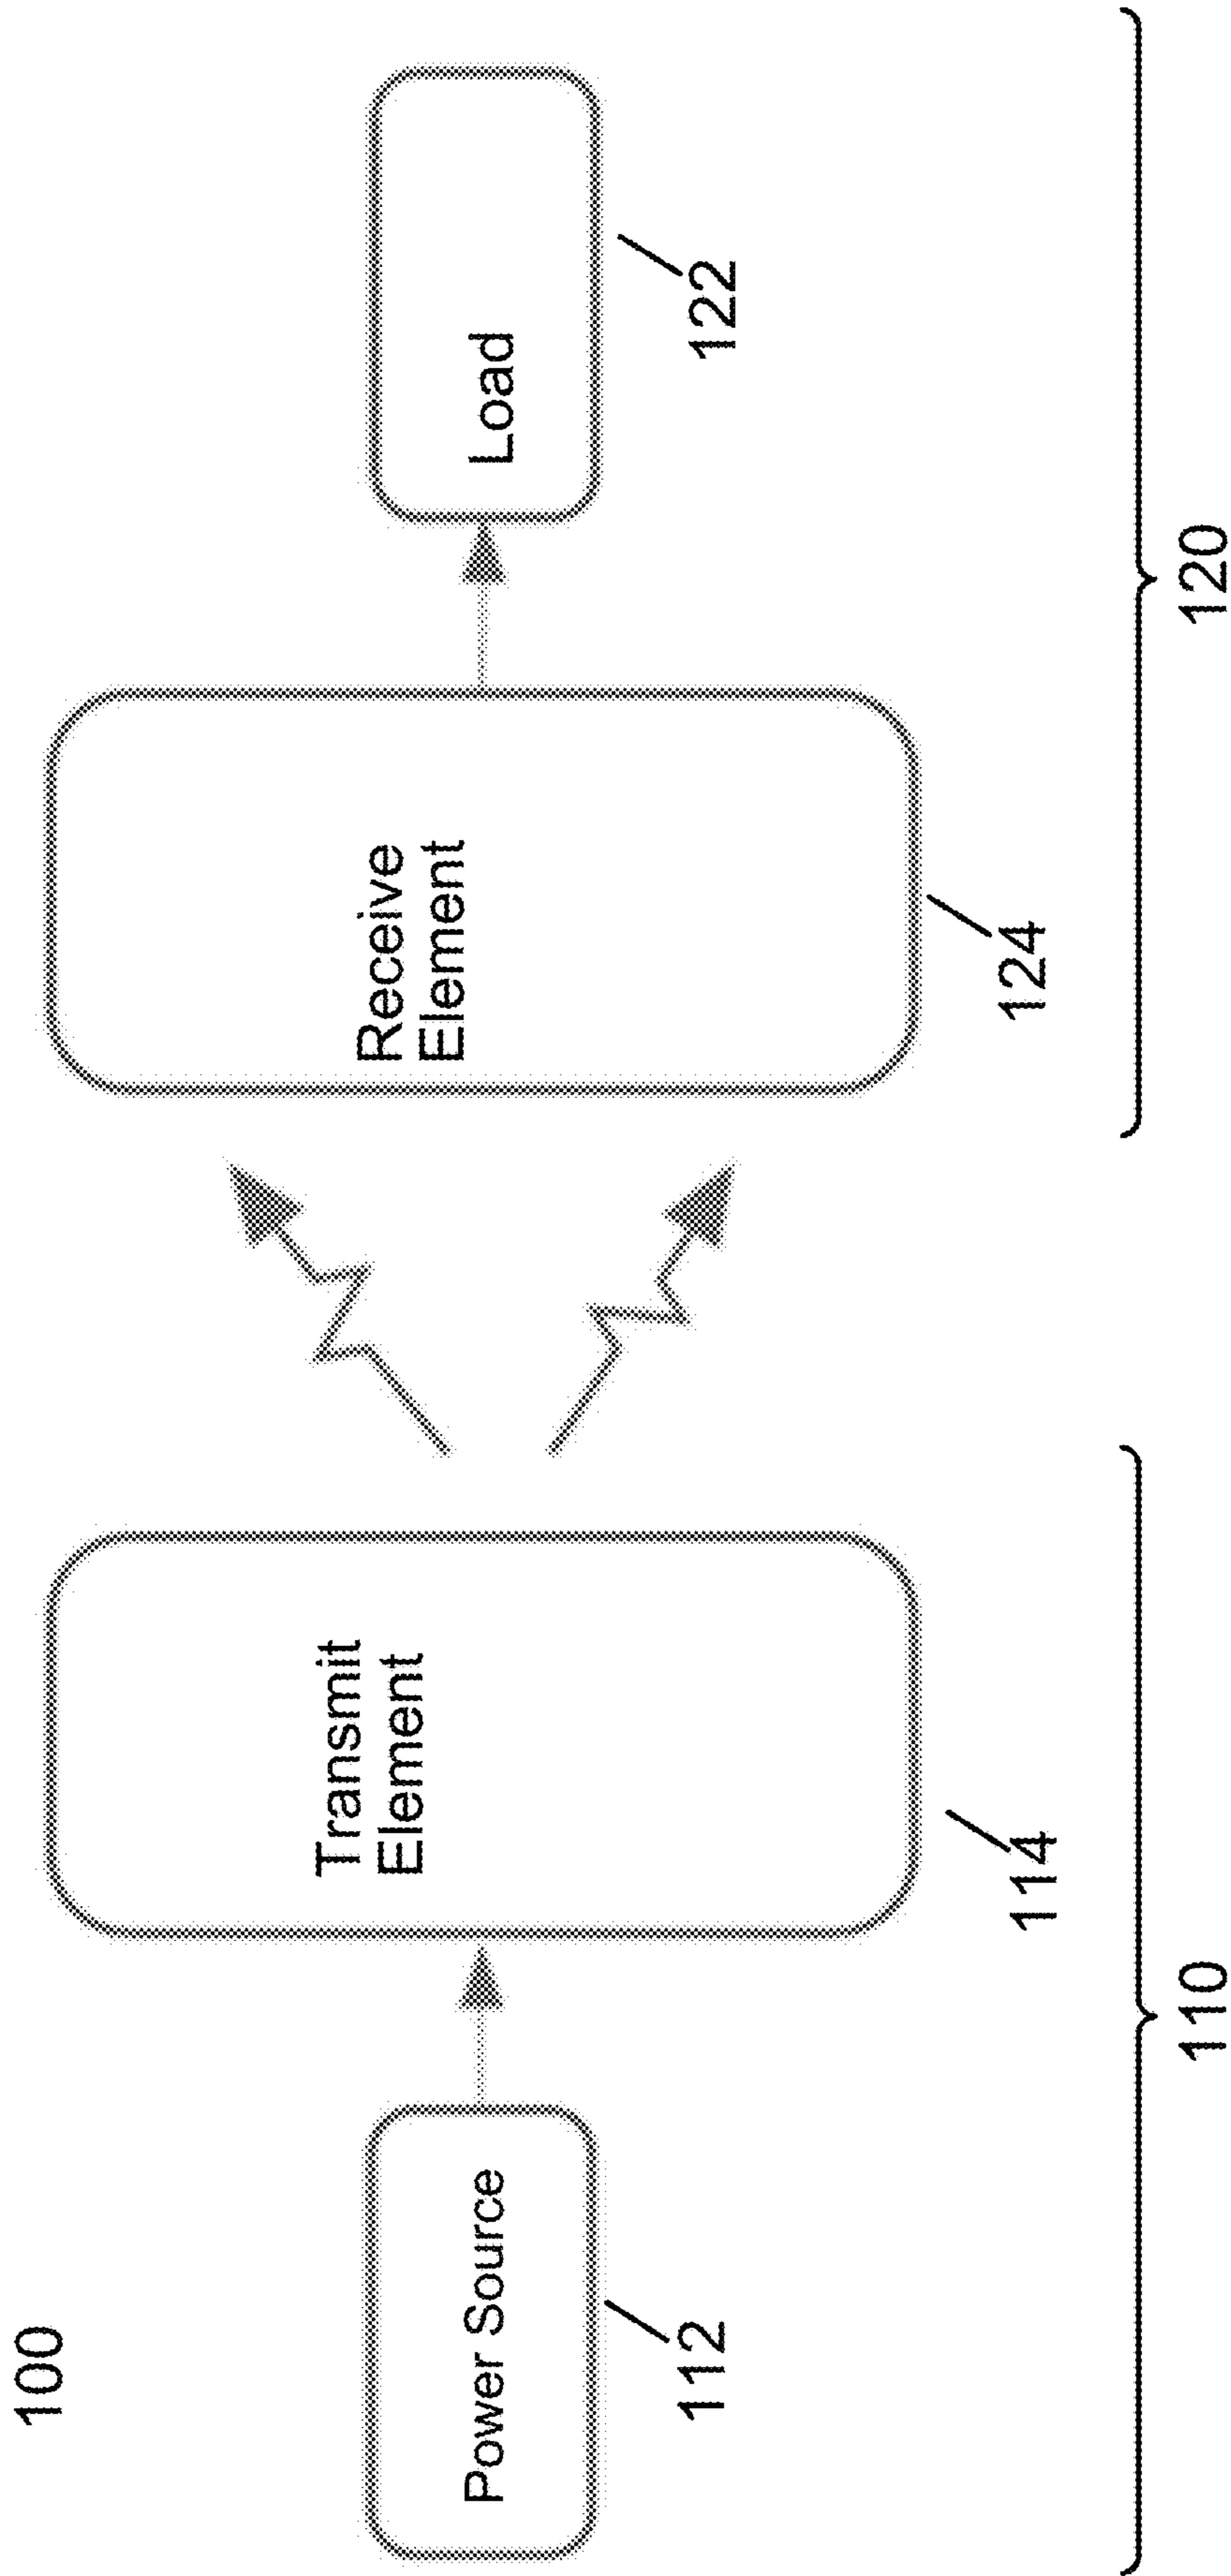 100
Power Source
112
Transmit
Element
114
110
Receive
Element
124
Load
122
120